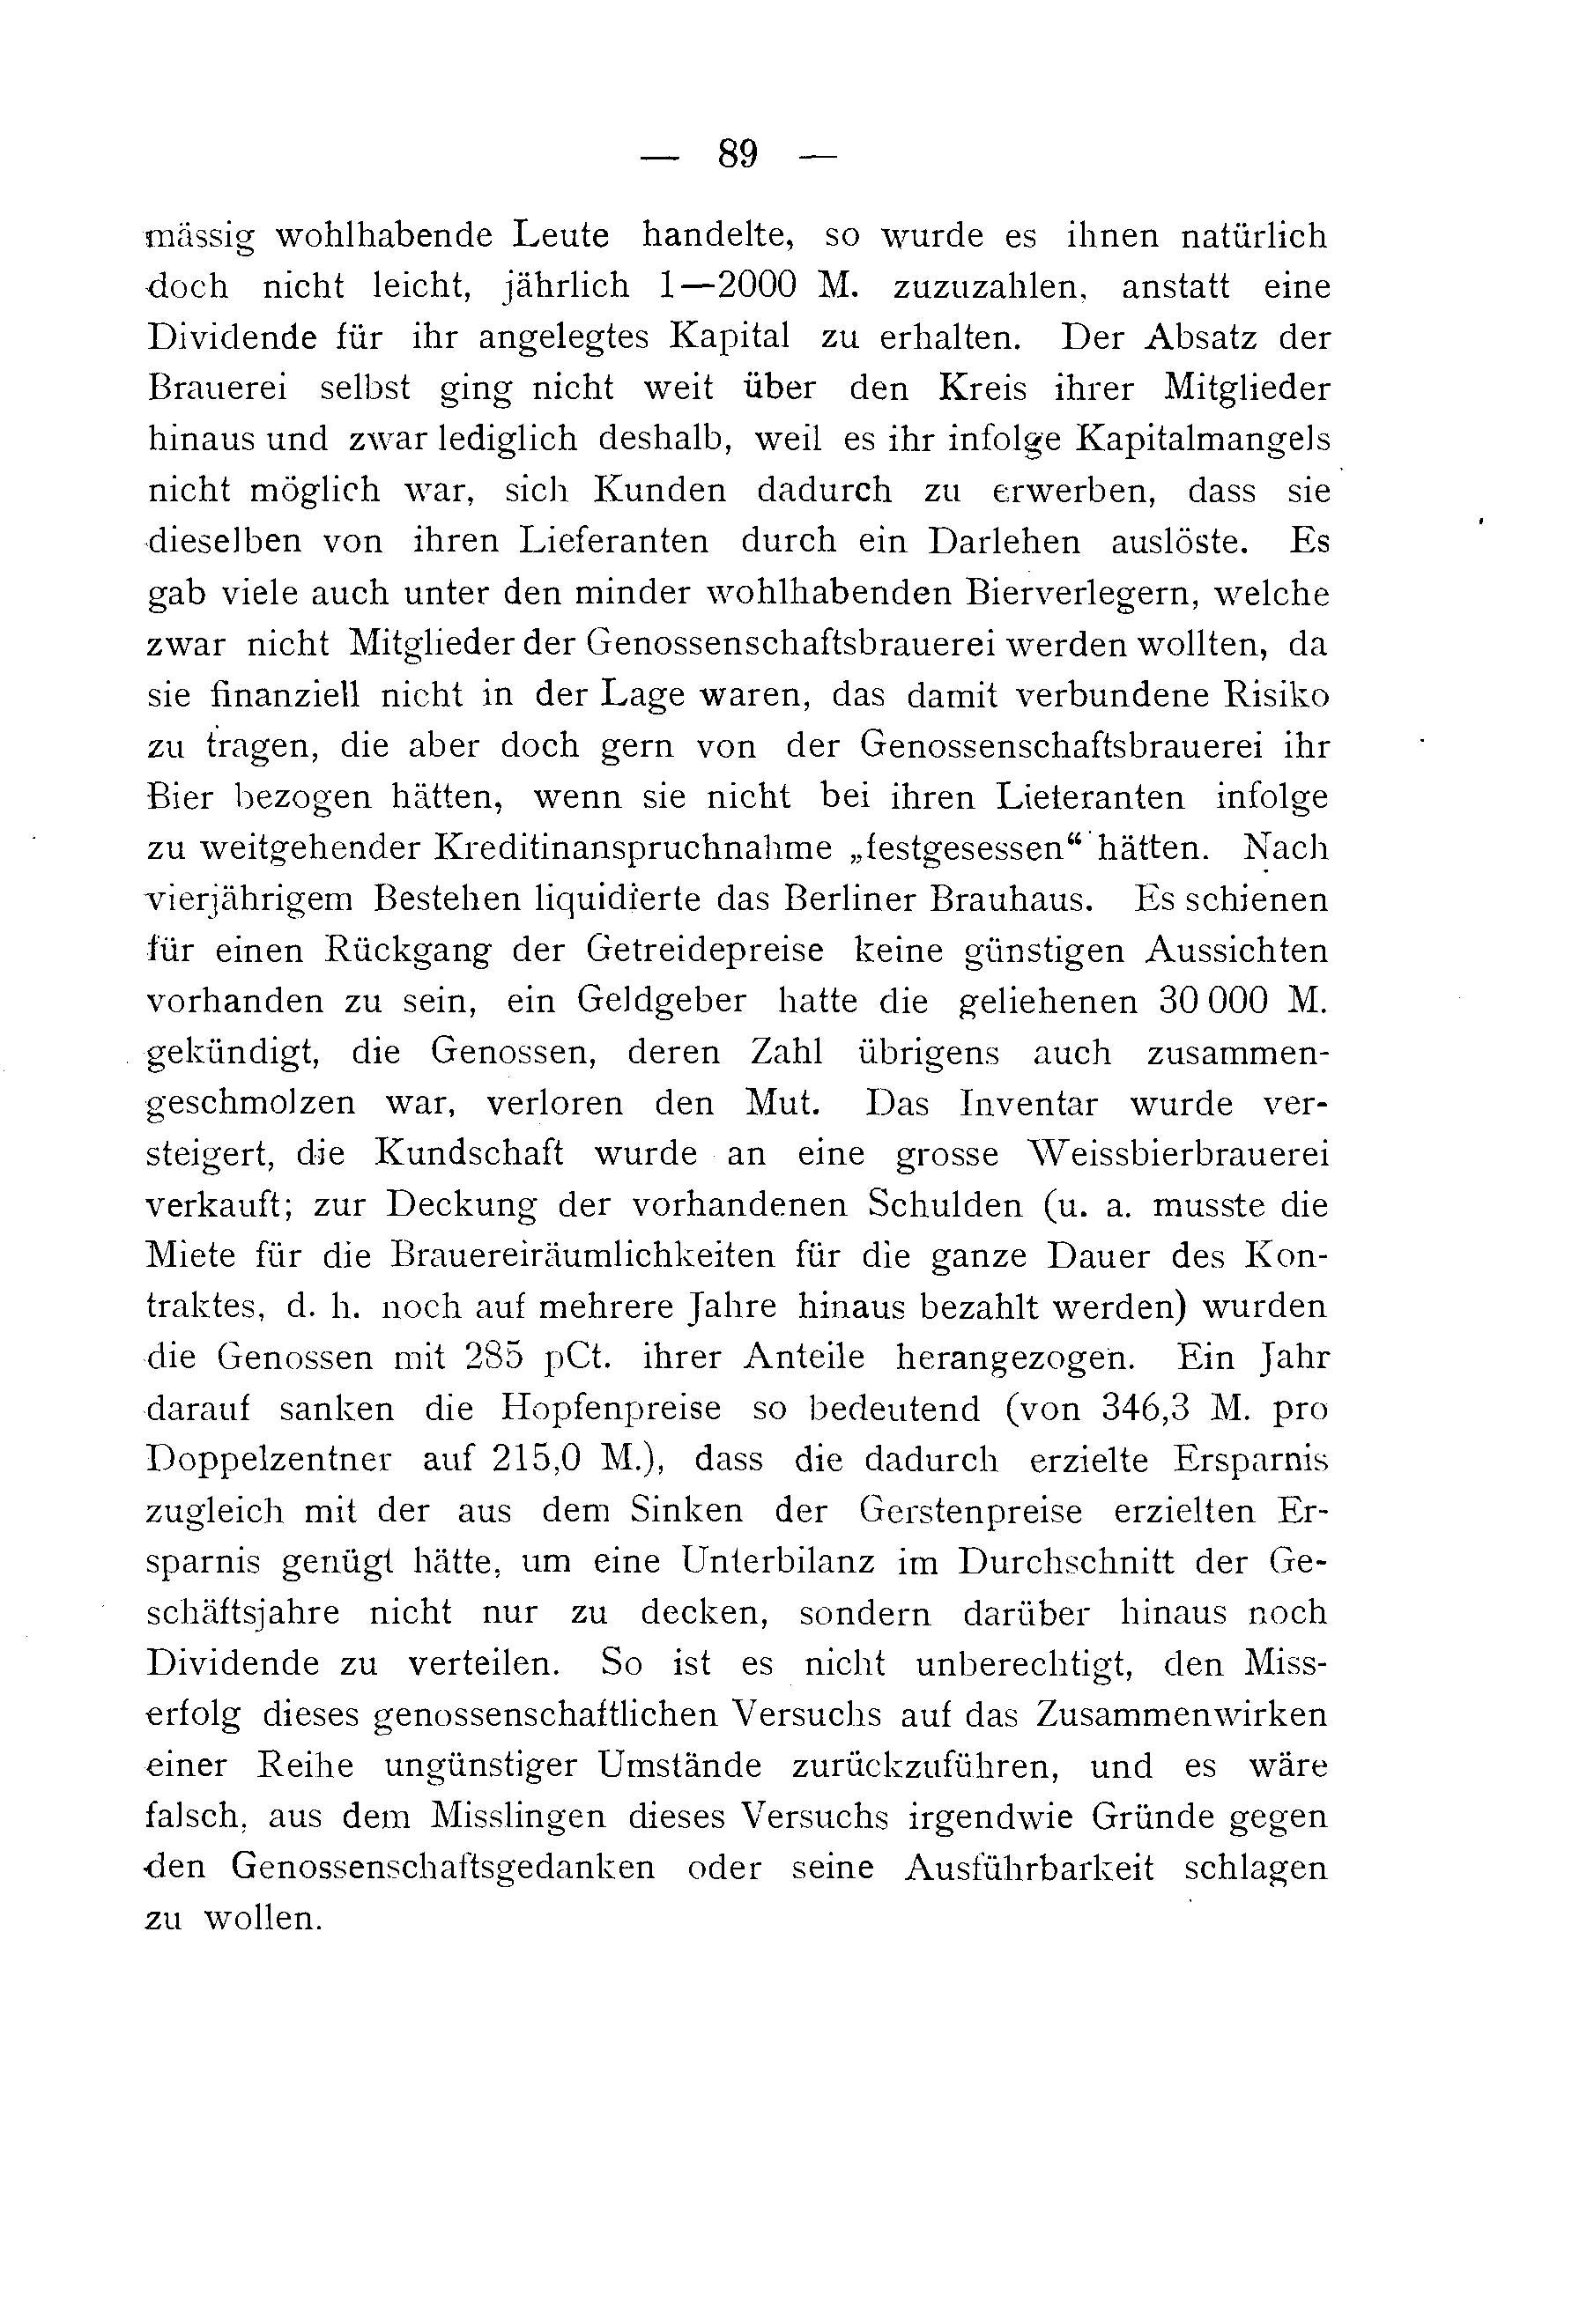 — 89 —
mässig wohlhabende Leute handelte, so wurde es ihnen natürlich
doch nicht leicht, jährlich 1—2000 M. zuzuzahlen, anstatt eine
Dividende für ihr angelegtes Kapital zu erhalten. Der Absatz der
Brauerei selbst ging nicht weit über den Kreis ihrer Mitglieder
hinaus und zwar lediglich deshalb, weil es ihr infolge Kapitalmangels
nicht möglich war, sich Kunden dadurch zu erwerben, dass sie
dieselben von ihren Lieferanten durch ein Darlehen auslöste. Es
gab viele auch unter den minder wohlhabenden Bierverlegern, welche
zwar nicht Mitglieder der Genossenschaftsbrauerei werden wollten, da
sie finanziell nicht in der Lage waren, das damit verbundene Risiko
zu tragen, die aber doch gern von der Genossenschaftsbrauerei ihr
Bier bezogen hätten, wenn sie nicht bei ihren Lieteranten infolge
zu weitgehender Kreditinanspruchnahme „festgesessen“ hätten. Nach
vierjährigem Bestehen liquidierte das Berliner Brauhaus. Es schienen
für einen Rückgang der Getreidepreise keine günstigen Aussichten
vorhanden zu sein, ein Geldgeber hatte die geliehenen 30 000 M.
gekündigt, die Genossen, deren Zahl übrigens auch zusammen-
geschmolzen war, verloren den Mut. Das Inventar wurde ver-
steigert, die Kundschaft wurde an eine grosse Weissbierbrauerei
verkauft; zur Deckung der vorhandenen Schulden (u. a. musste die
Miete für die Brauereiräumlichkeiten für die ganze Dauer des Kon-
traktes, d. h. noch auf mehrere Jahre hinaus bezahlt werden) wurden
die Genossen mit 285 pCt. ihrer Anteile herangezogen. Ein Jahr
darauf sanken die Hopfenpreise so bedeutend (von 346,3 M. pro
Doppelzentner auf 215,0 M.), dass die dadurch erzielte Ersparnis
zugleich mit der aus dem Sinken der Gerstenpreise erzielten Er-
sparnis genügt hätte, um eine Unterbilanz im Durchschnitt der Ge-
schäftsjahre nicht nur zu decken, sondern darüber hinaus noch
Dividende zu verteilen. So ist es nicht unberechtigt, den Miss-
erfolg dieses genossenschaftlichen Versuchs auf das Zusammenwirken
einer Reihe ungünstiger Umstände zurückzuführen, und es wäre
falsch, aus dem Misslingen dieses Versuchs irgendwie Gründe gegen
den Genossenschaftsgedanken oder seine Ausführbarkeit schlagen
zu wollen.